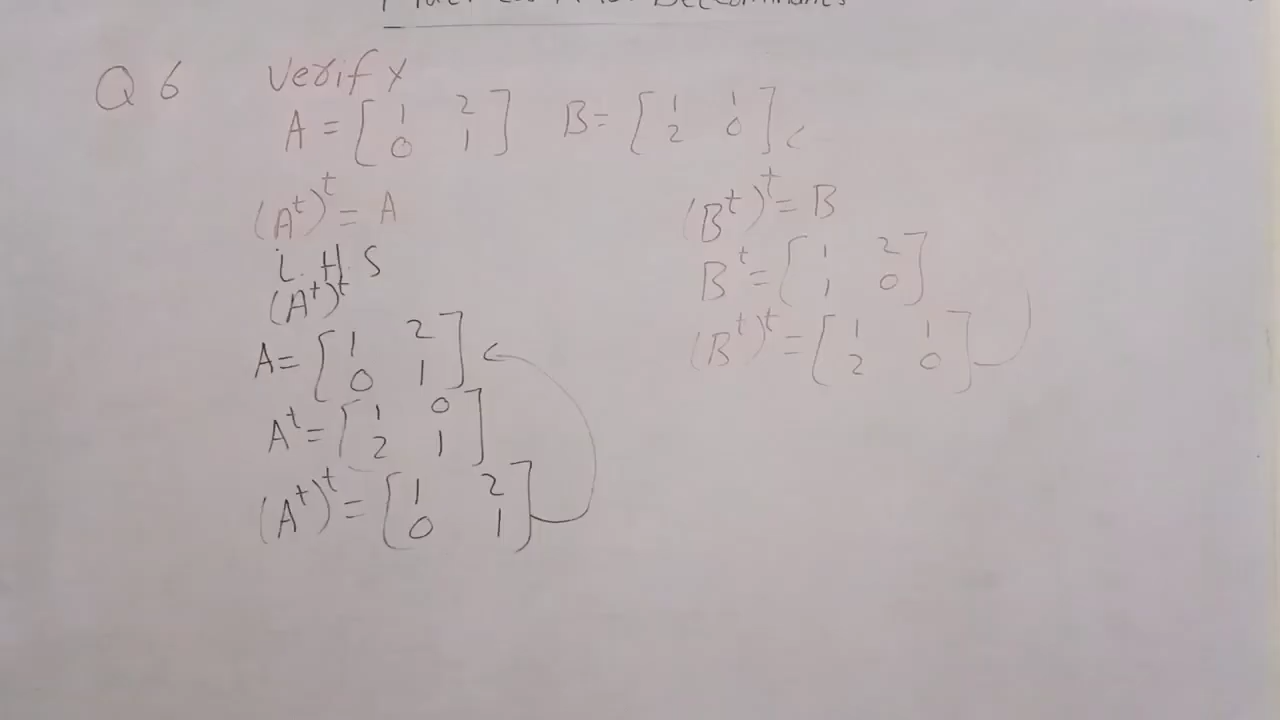 Q 6 Verify
A = [ 1 2 0 1 ] B = [ 1 1 2 0 ]
(A^t)^t = A
L.H.S
(A^t)^t
A = [ 1 2 0 1 ]
A^t = [ 1 0 2 1 ]
(A^t)^t = [ 1 2 0 1 ]
(B^t)^t = B
B^t = [ 1 2 1 0 ]
(B^t)^t = [ 1 1 2 0 ]